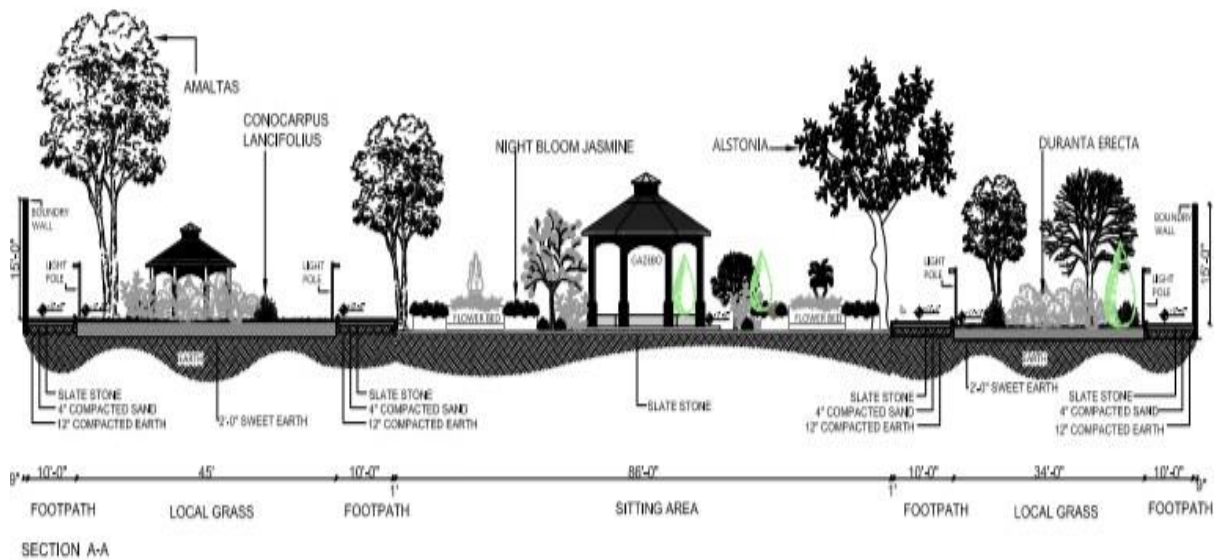 AMALTAS
CONOCARPUS
LANCIFOLIUS
NIGHT BLOOM JASMINE
ALSTONIA
DURANTA ERECTA
BOUNDRY
WALL
BOUNDRY
WALL
15'-0"
LIGHT
POLE
LIGHT
POLE
GAZEBO
LIGHT
POLE
LIGHT
POLE
15'-0"
FLOWER BED
FLOWER BED
EARTH
EARTH
SLATE STONE
4" COMPACTED SAND
12" COMPACTED EARTH
2'-0" SWEET EARTH
SLATE STONE
4" COMPACTED SAND
12" COMPACTED EARTH
SLATE STONE
SLATE STONE
4" COMPACTED SAND
12" COMPACTED EARTH
2'-0" SWEET EARTH
SLATE STONE
4" COMPACTED SAND
12" COMPACTED EARTH
9" 10'-0" 45' 10'-0" 1' 86'-0" 1' 10'-0" 34'-0" 10'-0" 9"
FOOTPATH LOCAL GRASS FOOTPATH SITTING AREA FOOTPATH LOCAL GRASS FOOTPATH
SECTION A-A